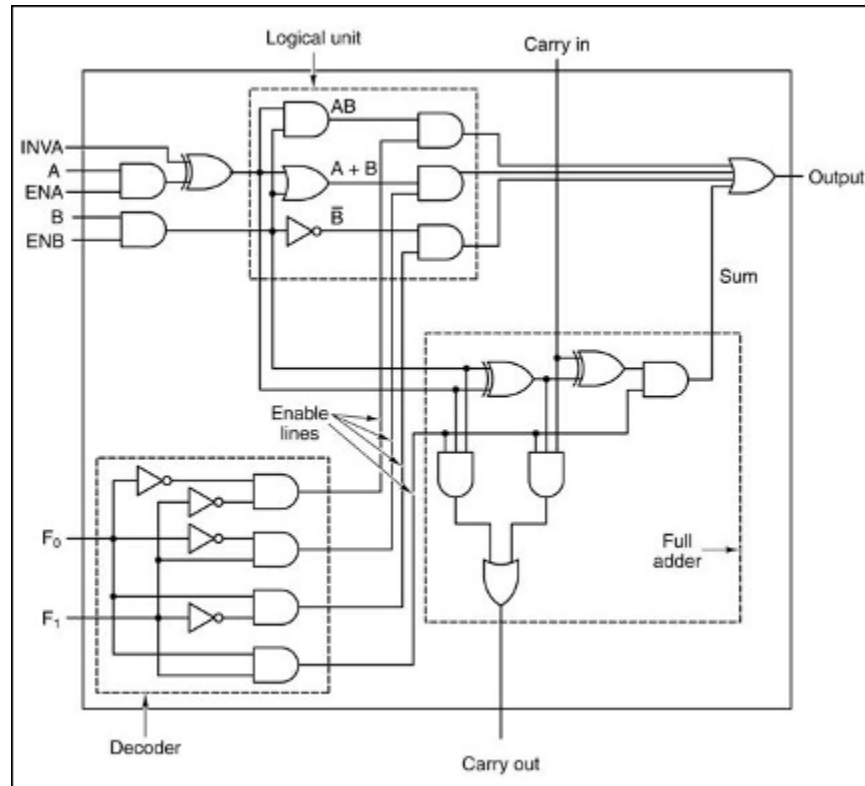 Logical unit
Carry in
AB
INVA
A
ENA
A + B
Output
B
B̅
ENB
Sum
Enable
lines
F₀
Full
adder
F₁
Decoder
Carry out